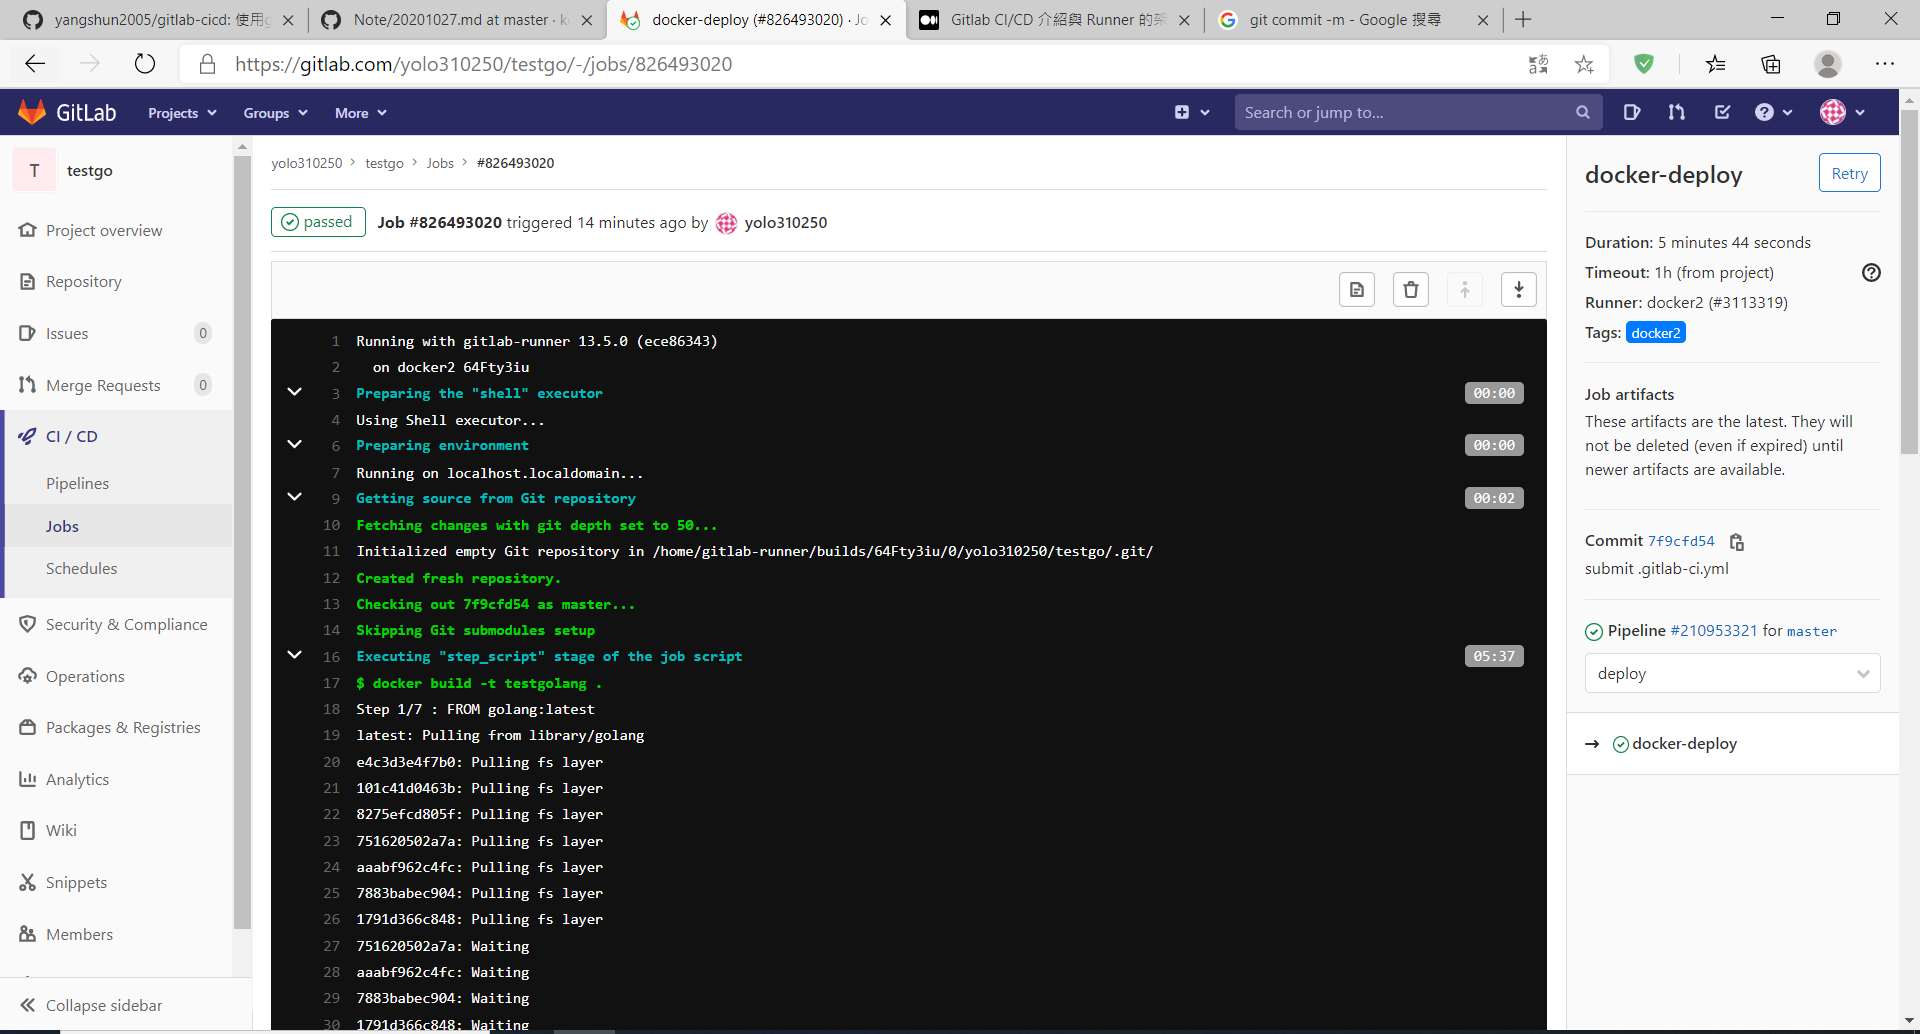 yangshun2005/gitlab-cicd: 使用g
Note/20201027.md at master · k
docker-deploy (#826493020) · Jo
Gitlab CI/CD 介紹與 Runner 的架
git commit -m - Google 搜尋
https://gitlab.com/yolo310250/testgo/-/jobs/826493020
GitLab
Projects
Groups
More
Search or jump to...
T
testgo
Project overview
Repository
Issues
0
Merge Requests
0
CI / CD
Pipelines
Jobs
Schedules
Security & Compliance
Operations
Packages & Registries
Analytics
Wiki
Snippets
Members
Collapse sidebar
yolo310250 > testgo > Jobs > #826493020
passed
Job #826493020 triggered 14 minutes ago by yolo310250
1 Running with gitlab-runner 13.5.0 (ece86343)
2 on docker2 64Fty3iu
3 Preparing the "shell" executor 00:00
4 Using Shell executor...
6 Preparing environment 00:00
7 Running on localhost.localdomain...
9 Getting source from Git repository 00:02
10 Fetching changes with git depth set to 50...
11 Initialized empty Git repository in /home/gitlab-runner/builds/64Fty3iu/0/yolo310250/testgo/.git/
12 Created fresh repository.
13 Checking out 7f9cfd54 as master...
14 Skipping Git submodules setup
16 Executing "step_script" stage of the job script 05:37
17 $ docker build -t testgolang .
18 Step 1/7 : FROM golang:latest
19 latest: Pulling from library/golang
20 e4c3d3e4f7b0: Pulling fs layer
21 101c41d0463b: Pulling fs layer
22 8275efcd805f: Pulling fs layer
23 751620502a7a: Pulling fs layer
24 aaabf962c4fc: Pulling fs layer
25 7883babec904: Pulling fs layer
26 1791d366c848: Pulling fs layer
27 751620502a7a: Waiting
28 aaabf962c4fc: Waiting
29 7883babec904: Waiting
30 1791d366c848: Waiting
docker-deploy
Retry
Duration: 5 minutes 44 seconds
Timeout: 1h (from project)
Runner: docker2 (#3113319)
Tags: docker2
Job artifacts
These artifacts are the latest. They will
not be deleted (even if expired) until
newer artifacts are available.
Commit 7f9cfd54
submit .gitlab-ci.yml
Pipeline #210953321 for master
deploy
→ docker-deploy